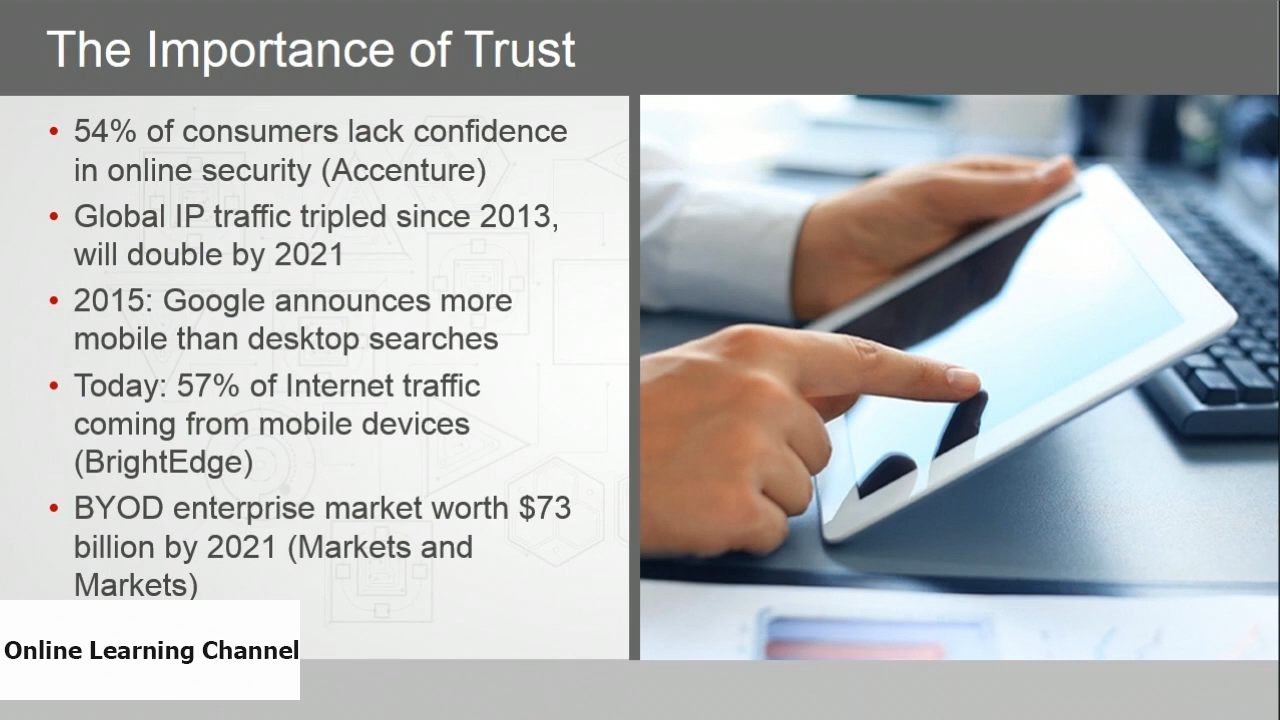 The Importance of Trust
• 54% of consumers lack confidence
in online security (Accenture)
• Global IP traffic tripled since 2013,
will double by 2021
• 2015: Google announces more
mobile than desktop searches
• Today: 57% of Internet traffic
coming from mobile devices
(BrightEdge)
• BYOD enterprise market worth $73
billion by 2021 (Markets and
Markets)
Online Learning Channel